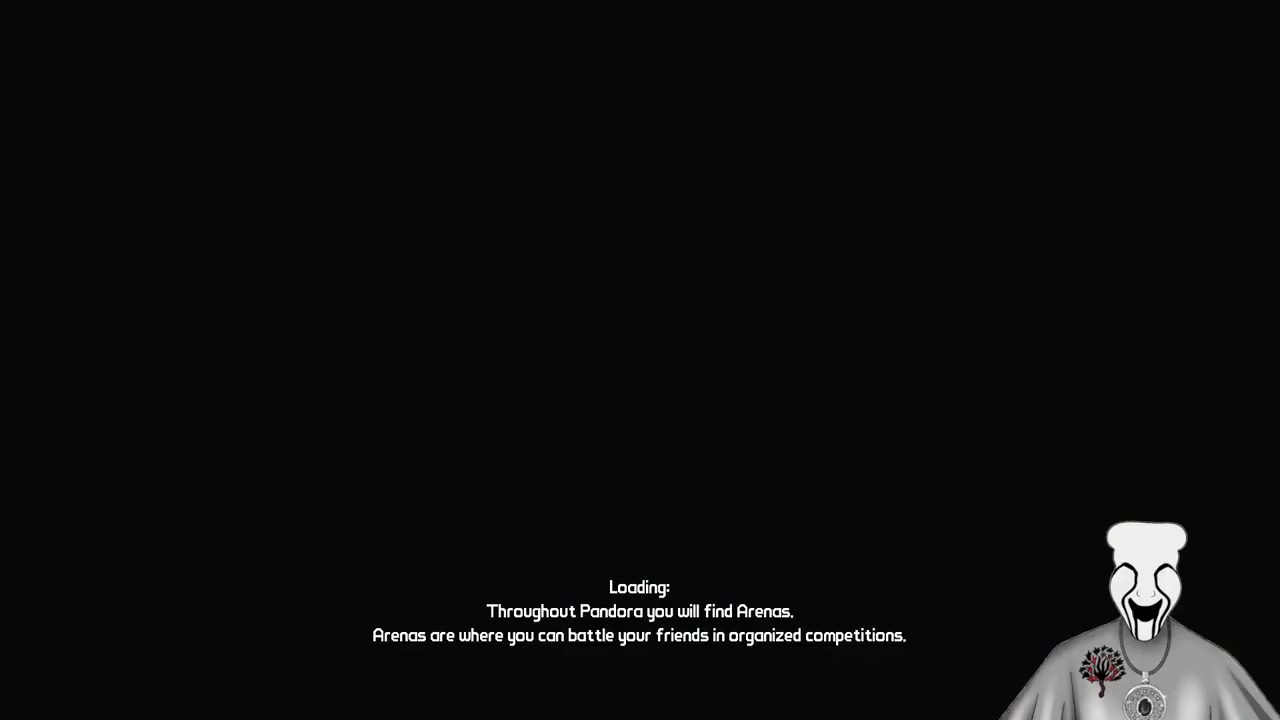 Loading:
Throughout Pandora you will find Arenas.
Arenas are where you can battle your friends in organized competitions.